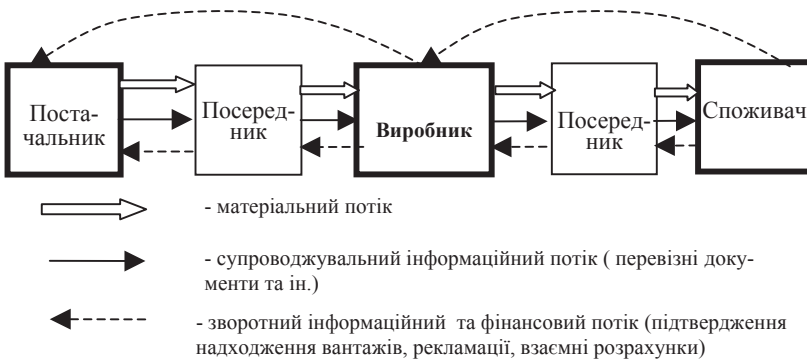 Поста-
чальник
Посеред-
ник
Виробник
Посеред-
ник
Споживач
- матеріальний потік
- супроводжувальний інформаційний потік ( перевізні доку-
менти та ін.)
- зворотний інформаційний та фінансовий потік (підтвердження
надходження вантажів, рекламації, взаємні розрахунки)